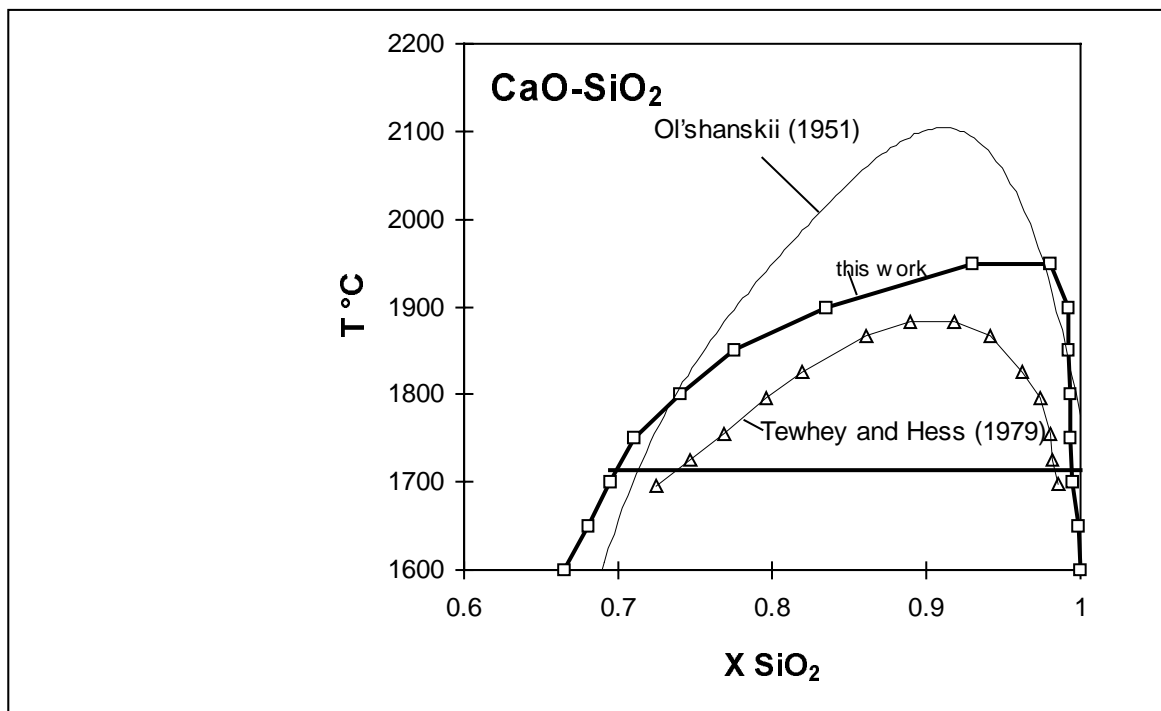 2200
CaO-SiO₂
Ol'shanskii (1951)
2100
2000
this work
1900
T °C
1800
Tewhey and Hess (1979)
1700
1600
0.6 0.7 0.8 0.9 1
X SiO₂